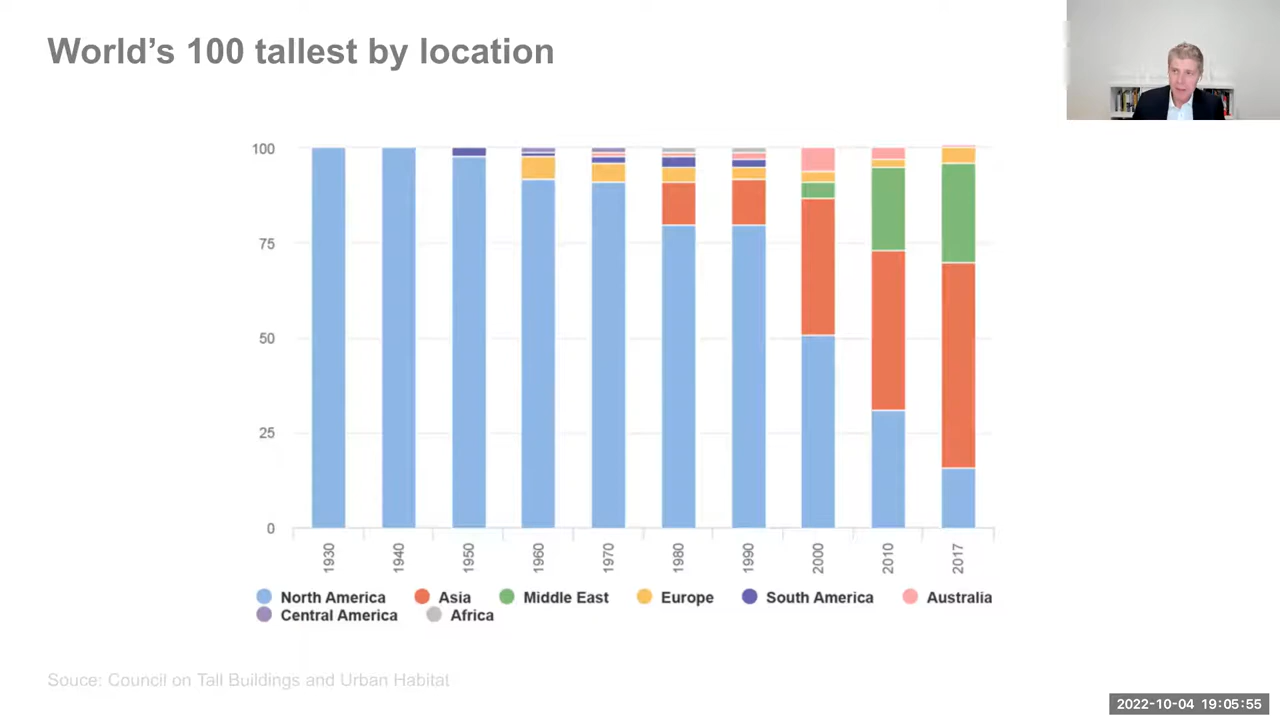 World's 100 tallest by location
100
75
50
25
0
1930 1940 1950 1960 1970 1980 1990 2000 2010 2017
North America Asia Middle East Europe South America Australia
Central America Africa
Souce: Council on Tall Buildings and Urban Habitat
2022-10-04 19:05:55